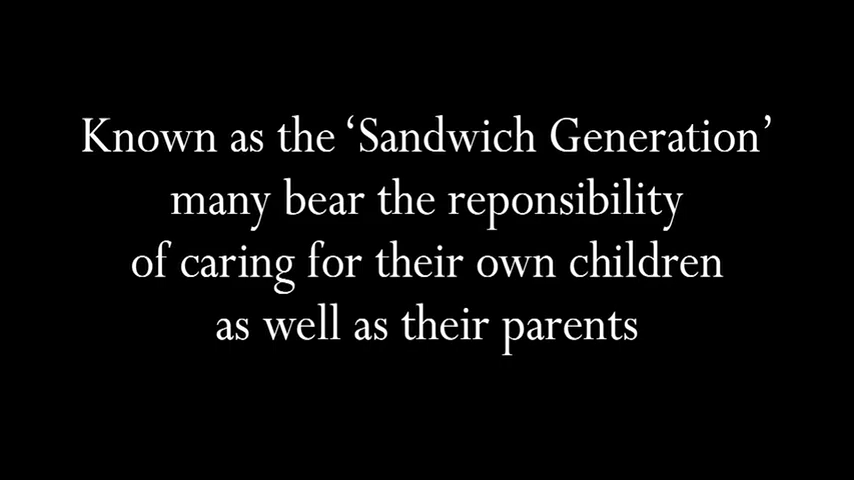 Known as the ‘Sandwich Generation’
many bear the reponsibility
of caring for their own children
as well as their parents